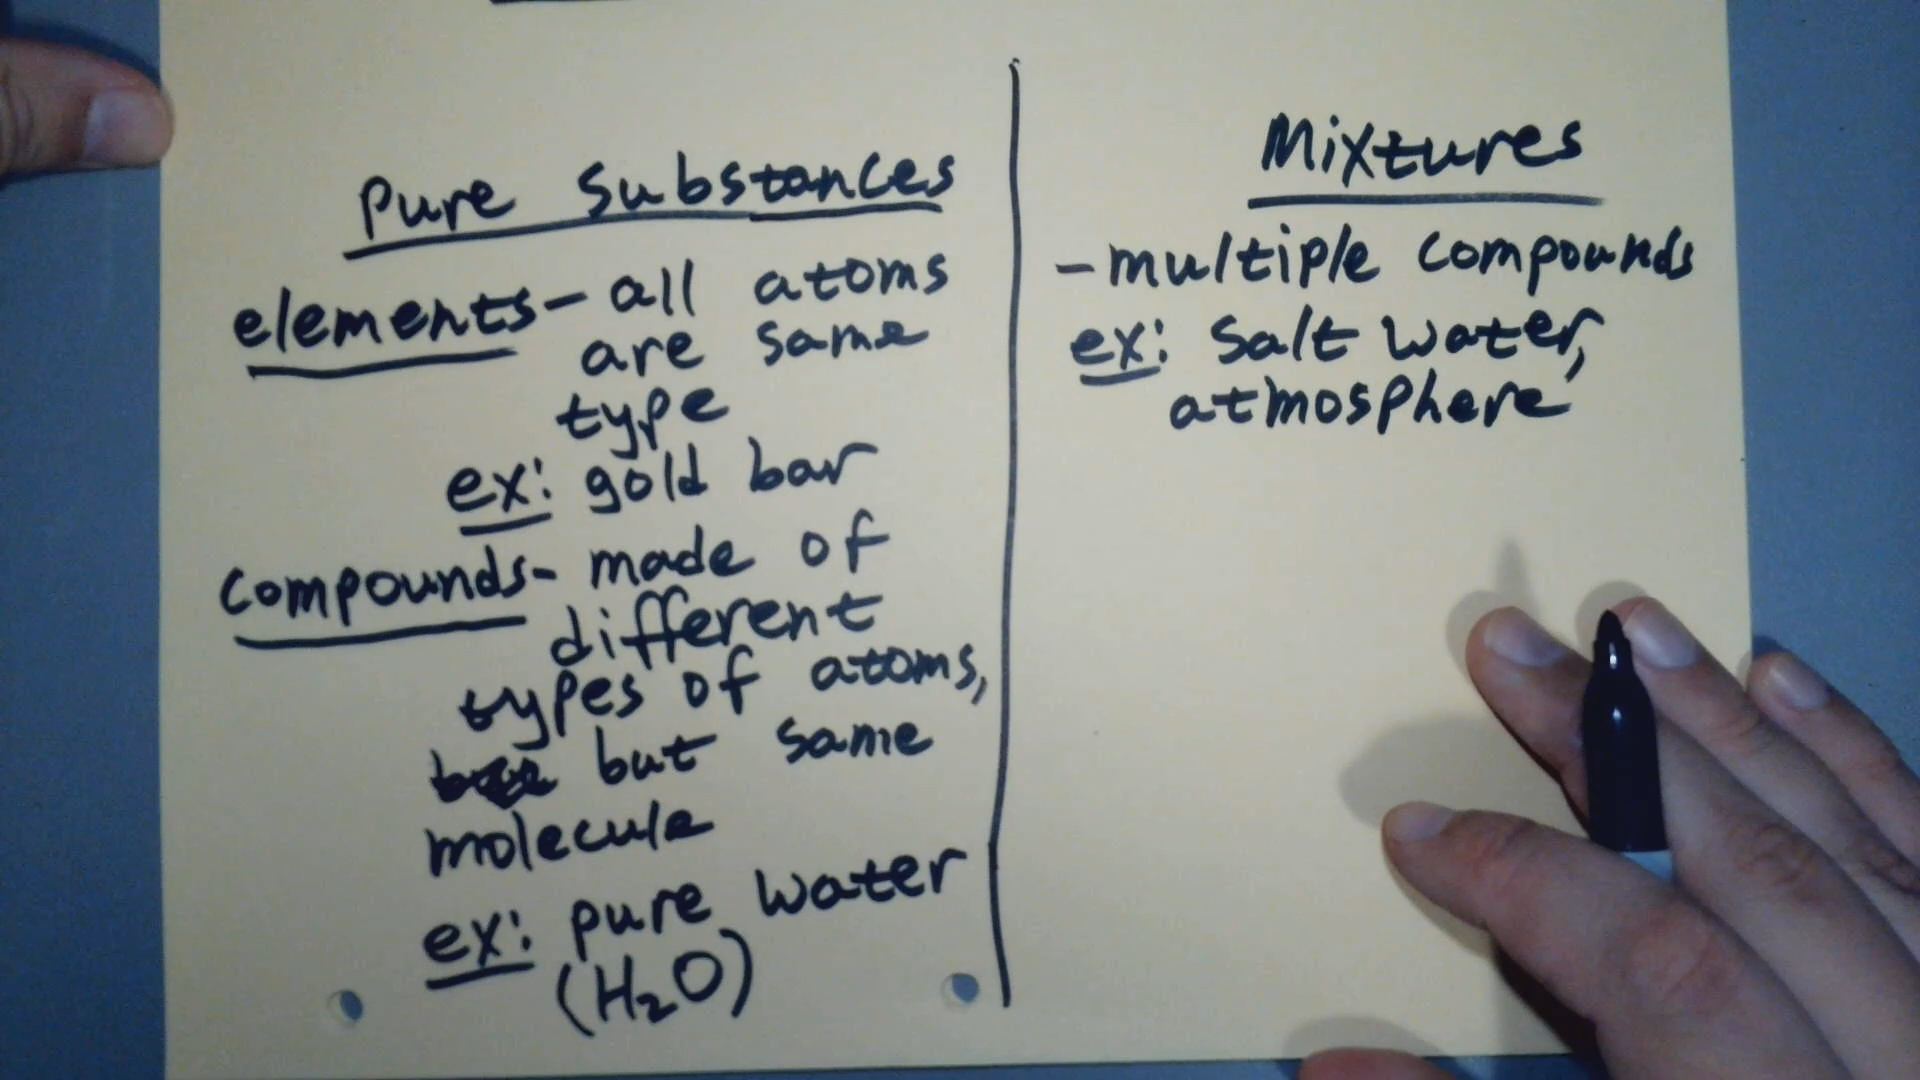 Pure Substances
elements - all atoms
are same
type
ex: gold bar
compounds - made of
different
types of atoms,
but same
molecule
ex: pure water
(H₂O)
Mixtures
- multiple compounds
ex: salt water,
atmosphere